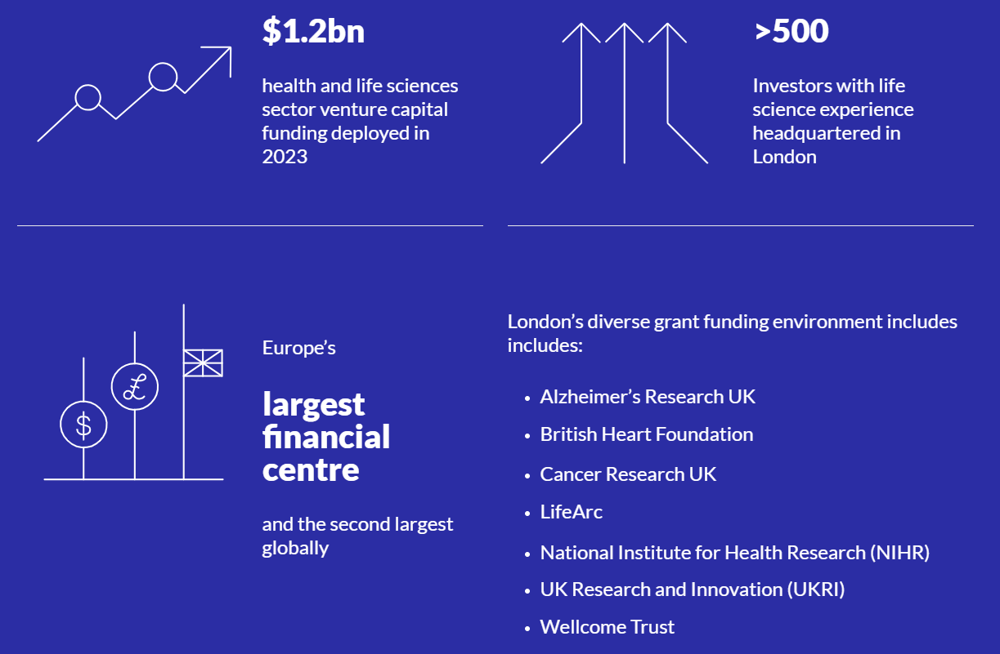 $1.2bn
health and life sciences
sector venture capital
funding deployed in
2023
>500
Investors with life
science experience
headquartered in
London
$
£
Europe’s
largest
financial
centre
and the second largest
globally
London’s diverse grant funding environment includes
includes:
• Alzheimer’s Research UK
• British Heart Foundation
• Cancer Research UK
• LifeArc
• National Institute for Health Research (NIHR)
• UK Research and Innovation (UKRI)
• Wellcome Trust